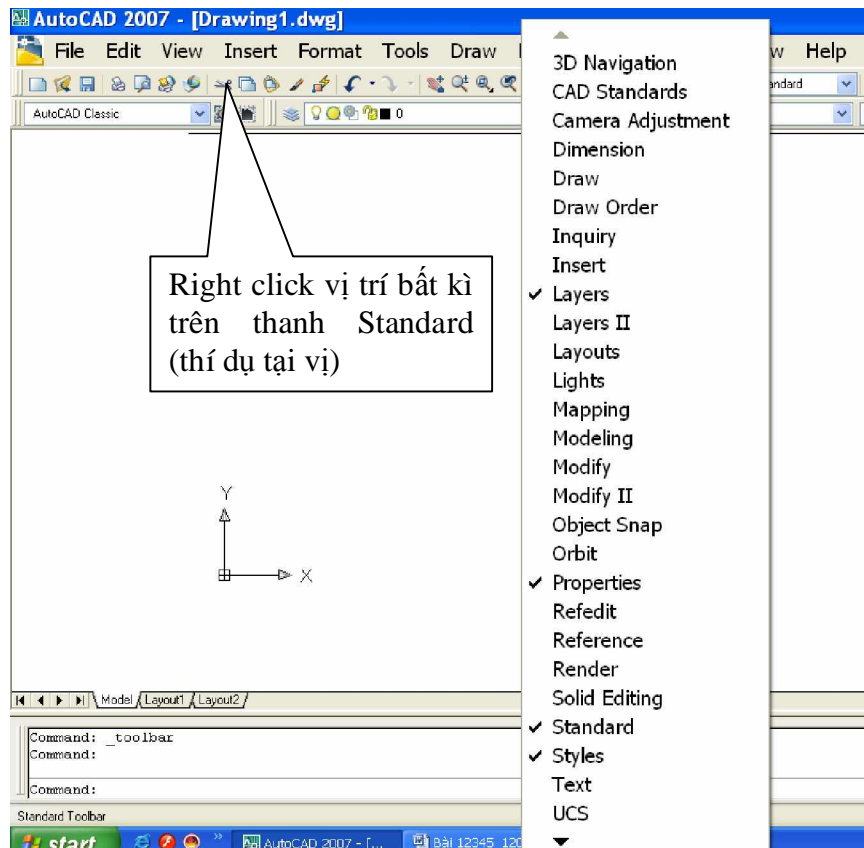 AutoCAD 2007 - [Drawing1.dwg]
File Edit View Insert Format Tools Draw
Help
AutoCAD Classic
0
andard
3D Navigation
CAD Standards
Camera Adjustment
Dimension
Draw
Draw Order
Inquiry
Insert
Layers
Layers II
Layouts
Lights
Mapping
Modeling
Modify
Modify II
Object Snap
Orbit
Properties
Refedit
Reference
Render
Solid Editing
Standard
Styles
Text
UCS
Right click vị trí bất kì
trên thanh Standard
(thí dụ tại vị)
Y
X
Model Layout1 Layout2
Command: _toolbar
Command:
Command:
Standard Toolbar
start
AutoCAD 2007 - [...
Bài 12345_120